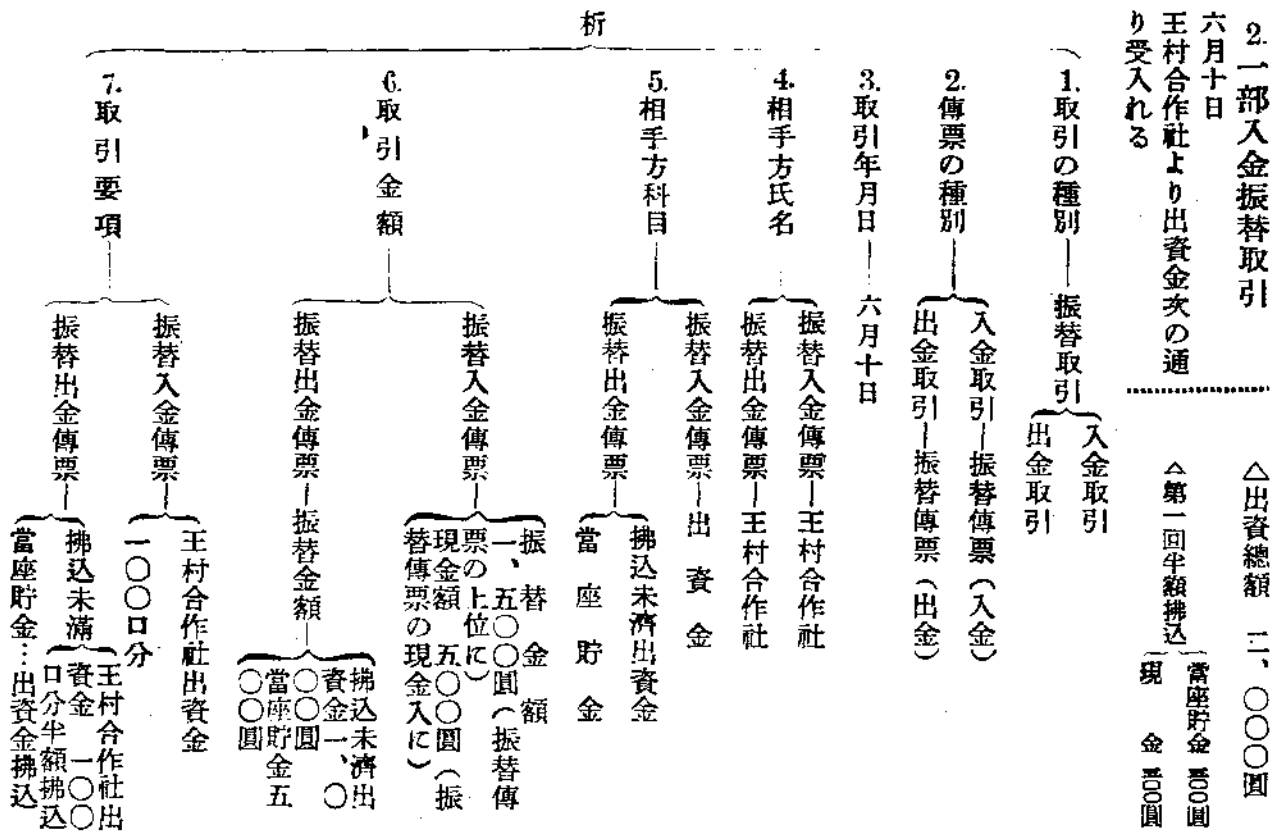 2. 一部入金振替取引
六月十日
王村合作社より出資金次の通
り受入れる
△出資總額 二、〇〇〇圓
△第一回半額拂込
當座貯金 五〇〇圓
現金 五〇〇圓
析
1. 取引の種別
振替取引
入金取引
出金取引
2. 傳票の種別
入金取引―振替傳票(入金)
出金取引―振替傳票(出金)
3. 取引年月日――六月十日
4. 相手方氏名
振替入金傳票―王村合作社
振替出金傳票―王村合作社
5. 相手方科目
振替入金傳票―出資金
振替出金傳票
拂込未濟出資金
當座貯金
6. 取引金額
振替入金傳票
振替金額
一、五〇〇圓(振替傳
票の上位に)
現金額 五〇〇圓(振
替傳票の現金入に)
振替出金傳票―振替金額
拂込未濟出
資金一、〇
〇〇圓
當座貯金五
〇〇圓
7. 取引要項
振替入金傳票
王村合作社出資金
一〇〇口分
振替出金傳票
拂込未滿
王村合作社出
資金 一〇〇
口分半額拂込
當座貯金…出資金拂込